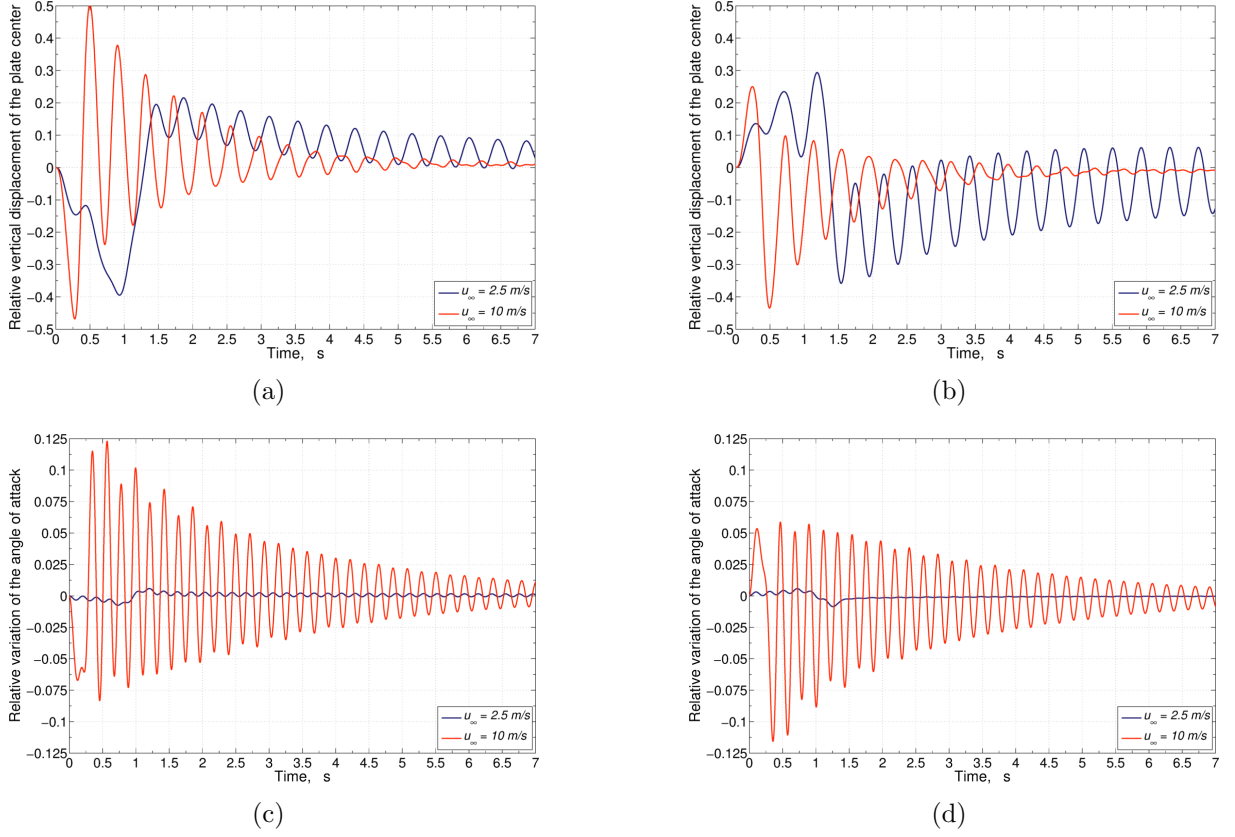 Relative vertical displacement of the plate center
0.5
0.4
0.3
0.2
0.1
0
−0.1
−0.2
−0.3
−0.4
−0.5
0 0.5 1 1.5 2 2.5 3 3.5 4 4.5 5 5.5 6 6.5 7
Time, s
u∞ = 2.5 m/s
u∞ = 10 m/s
(a)
Relative vertical displacement of the plate center
0.5
0.4
0.3
0.2
0.1
0
−0.1
−0.2
−0.3
−0.4
−0.5
0 0.5 1 1.5 2 2.5 3 3.5 4 4.5 5 5.5 6 6.5 7
Time, s
u∞ = 2.5 m/s
u∞ = 10 m/s
(b)
Relative variation of the angle of attack
0.125
0.1
0.075
0.05
0.025
0
−0.025
−0.05
−0.075
−0.1
−0.125
0 0.5 1 1.5 2 2.5 3 3.5 4 4.5 5 5.5 6 6.5 7
Time, s
u∞ = 2.5 m/s
u∞ = 10 m/s
(c)
Relative variation of the angle of attack
0.125
0.1
0.075
0.05
0.025
0
−0.025
−0.05
−0.075
−0.1
−0.125
0 0.5 1 1.5 2 2.5 3 3.5 4 4.5 5 5.5 6 6.5 7
Time, s
u∞ = 2.5 m/s
u∞ = 10 m/s
(d)